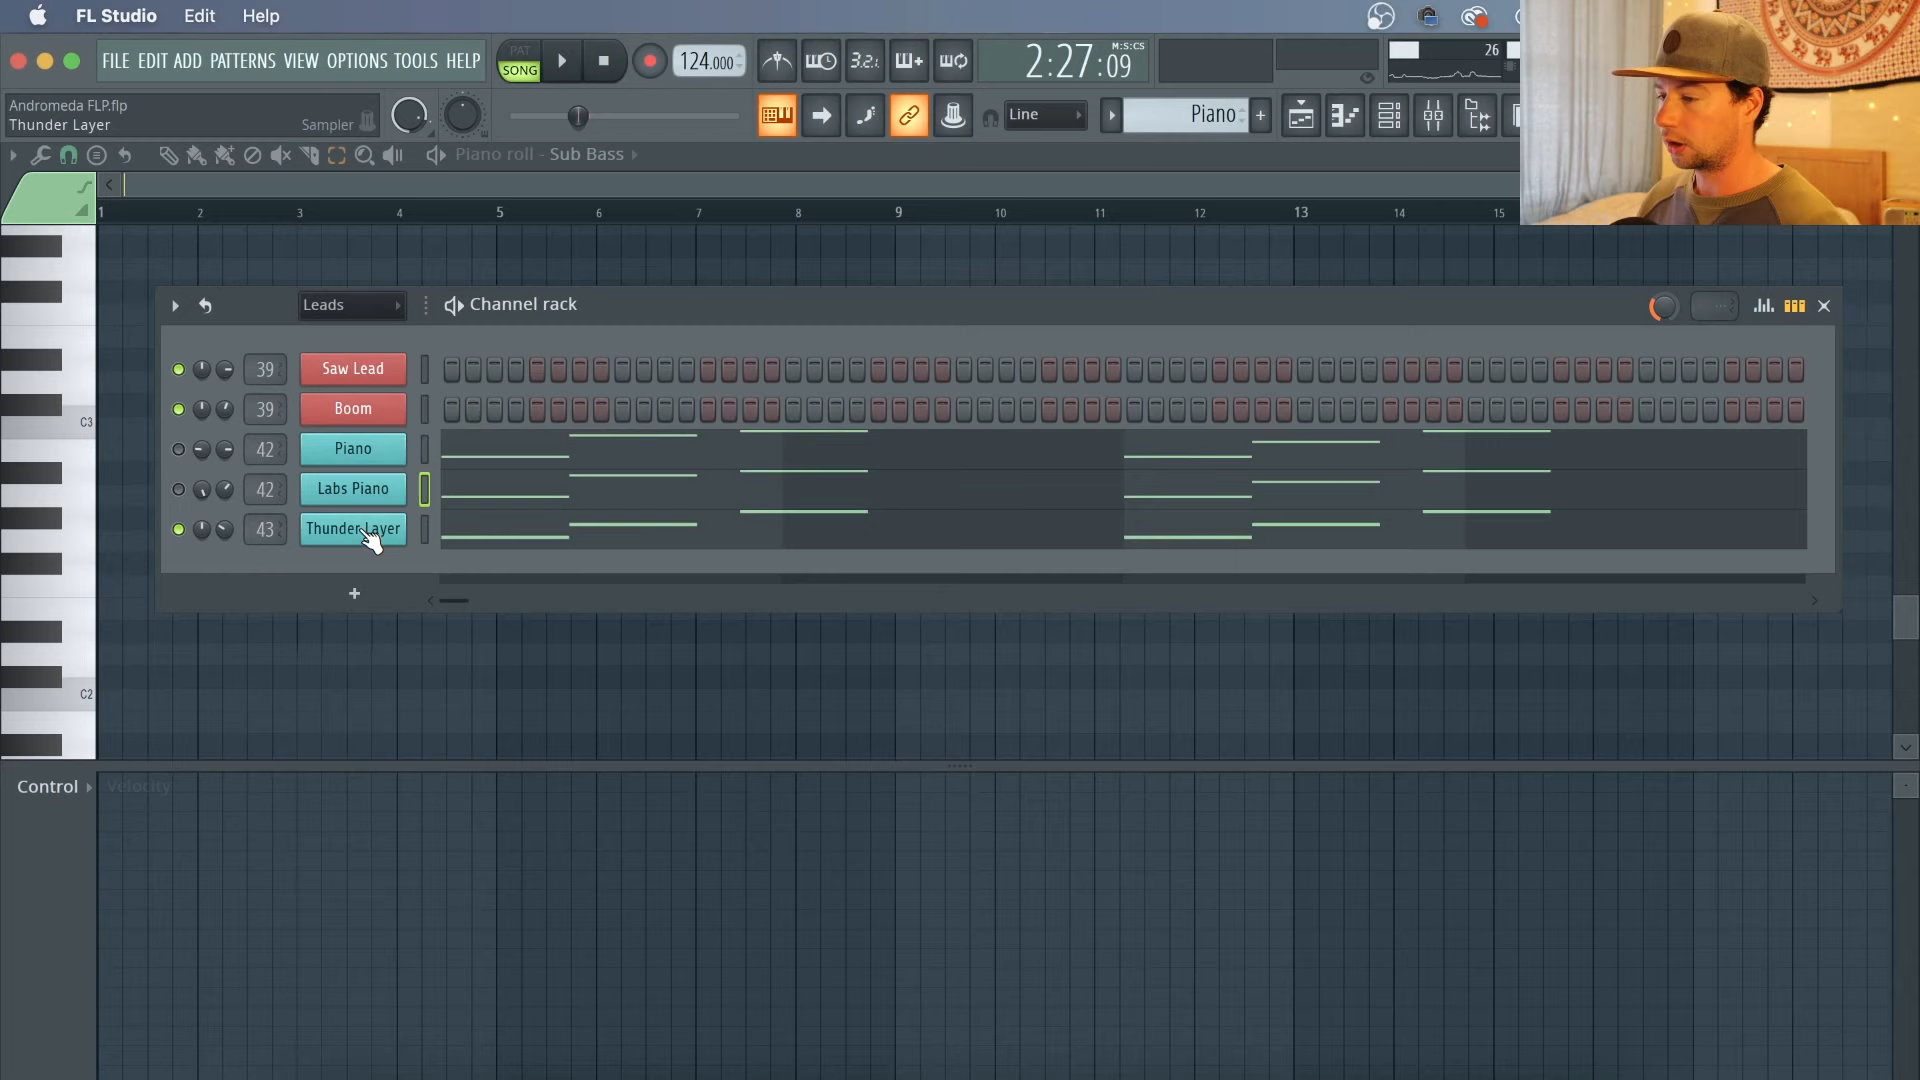 FL Studio Edit Help
FILE EDIT ADD PATTERNS VIEW OPTIONS TOOLS HELP
PAT
SONG
124.000
3.2.
M:S:CS
2:27:09
26
Andromeda FLP.flp
Thunder Layer
Sampler
Line
Piano
+
Piano roll - Sub Bass
1 2 3 4 5 6 7 8 9 10 11 12 13 14 15
Leads
Channel rack
39 Saw Lead
39 Boom
C3
42 Piano
42 Labs Piano
43 Thunder Layer
+
C2
Control
Velocity